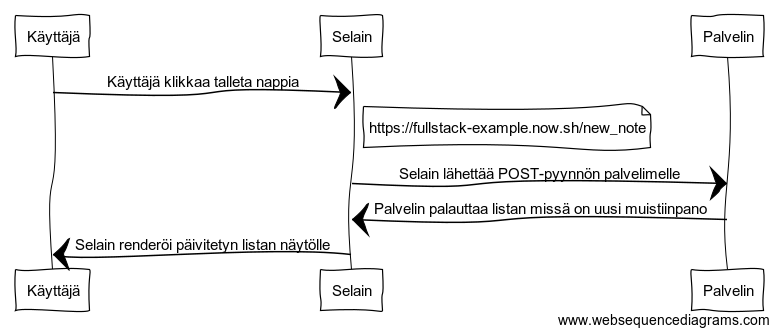 Käyttäjä
Selain
Palvelin
Käyttäjä klikkaa talleta nappia
https://fullstack-example.now.sh/new_note
Selain lähettää POST-pyynnön palvelimelle
Palvelin palauttaa listan missä on uusi muistiinpano
Selain renderöi päivitetyn listan näytölle
Käyttäjä
Selain
Palvelin
www.websequencediagrams.com